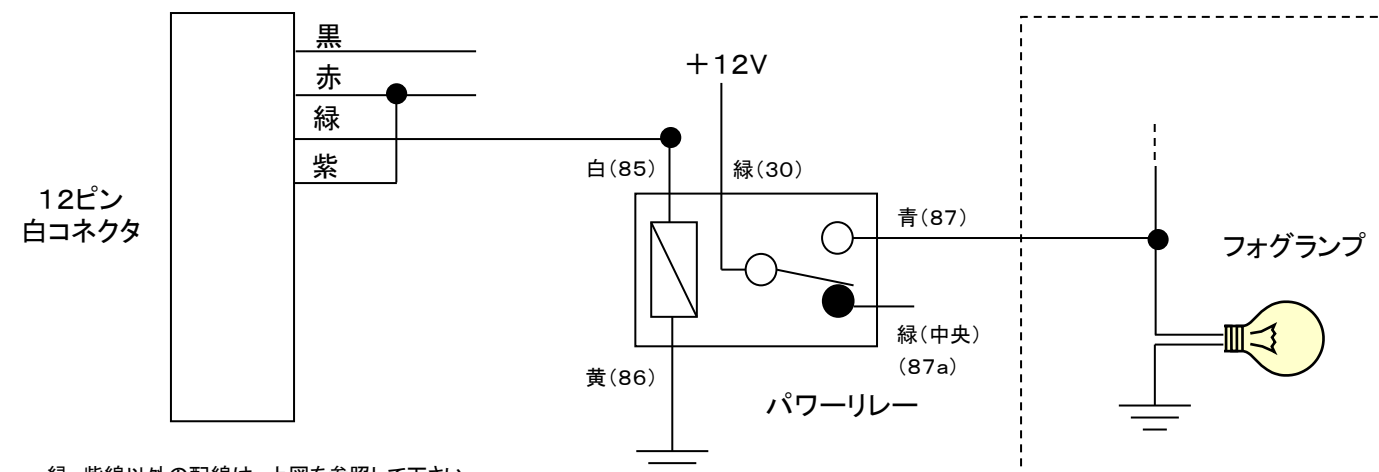 黒
赤
緑
紫
12ピン
白コネクタ
＋12V
白(85)
緑(30)
青(87)
緑(中央)
(87a)
黄(86)
パワーリレー
フォグランプ